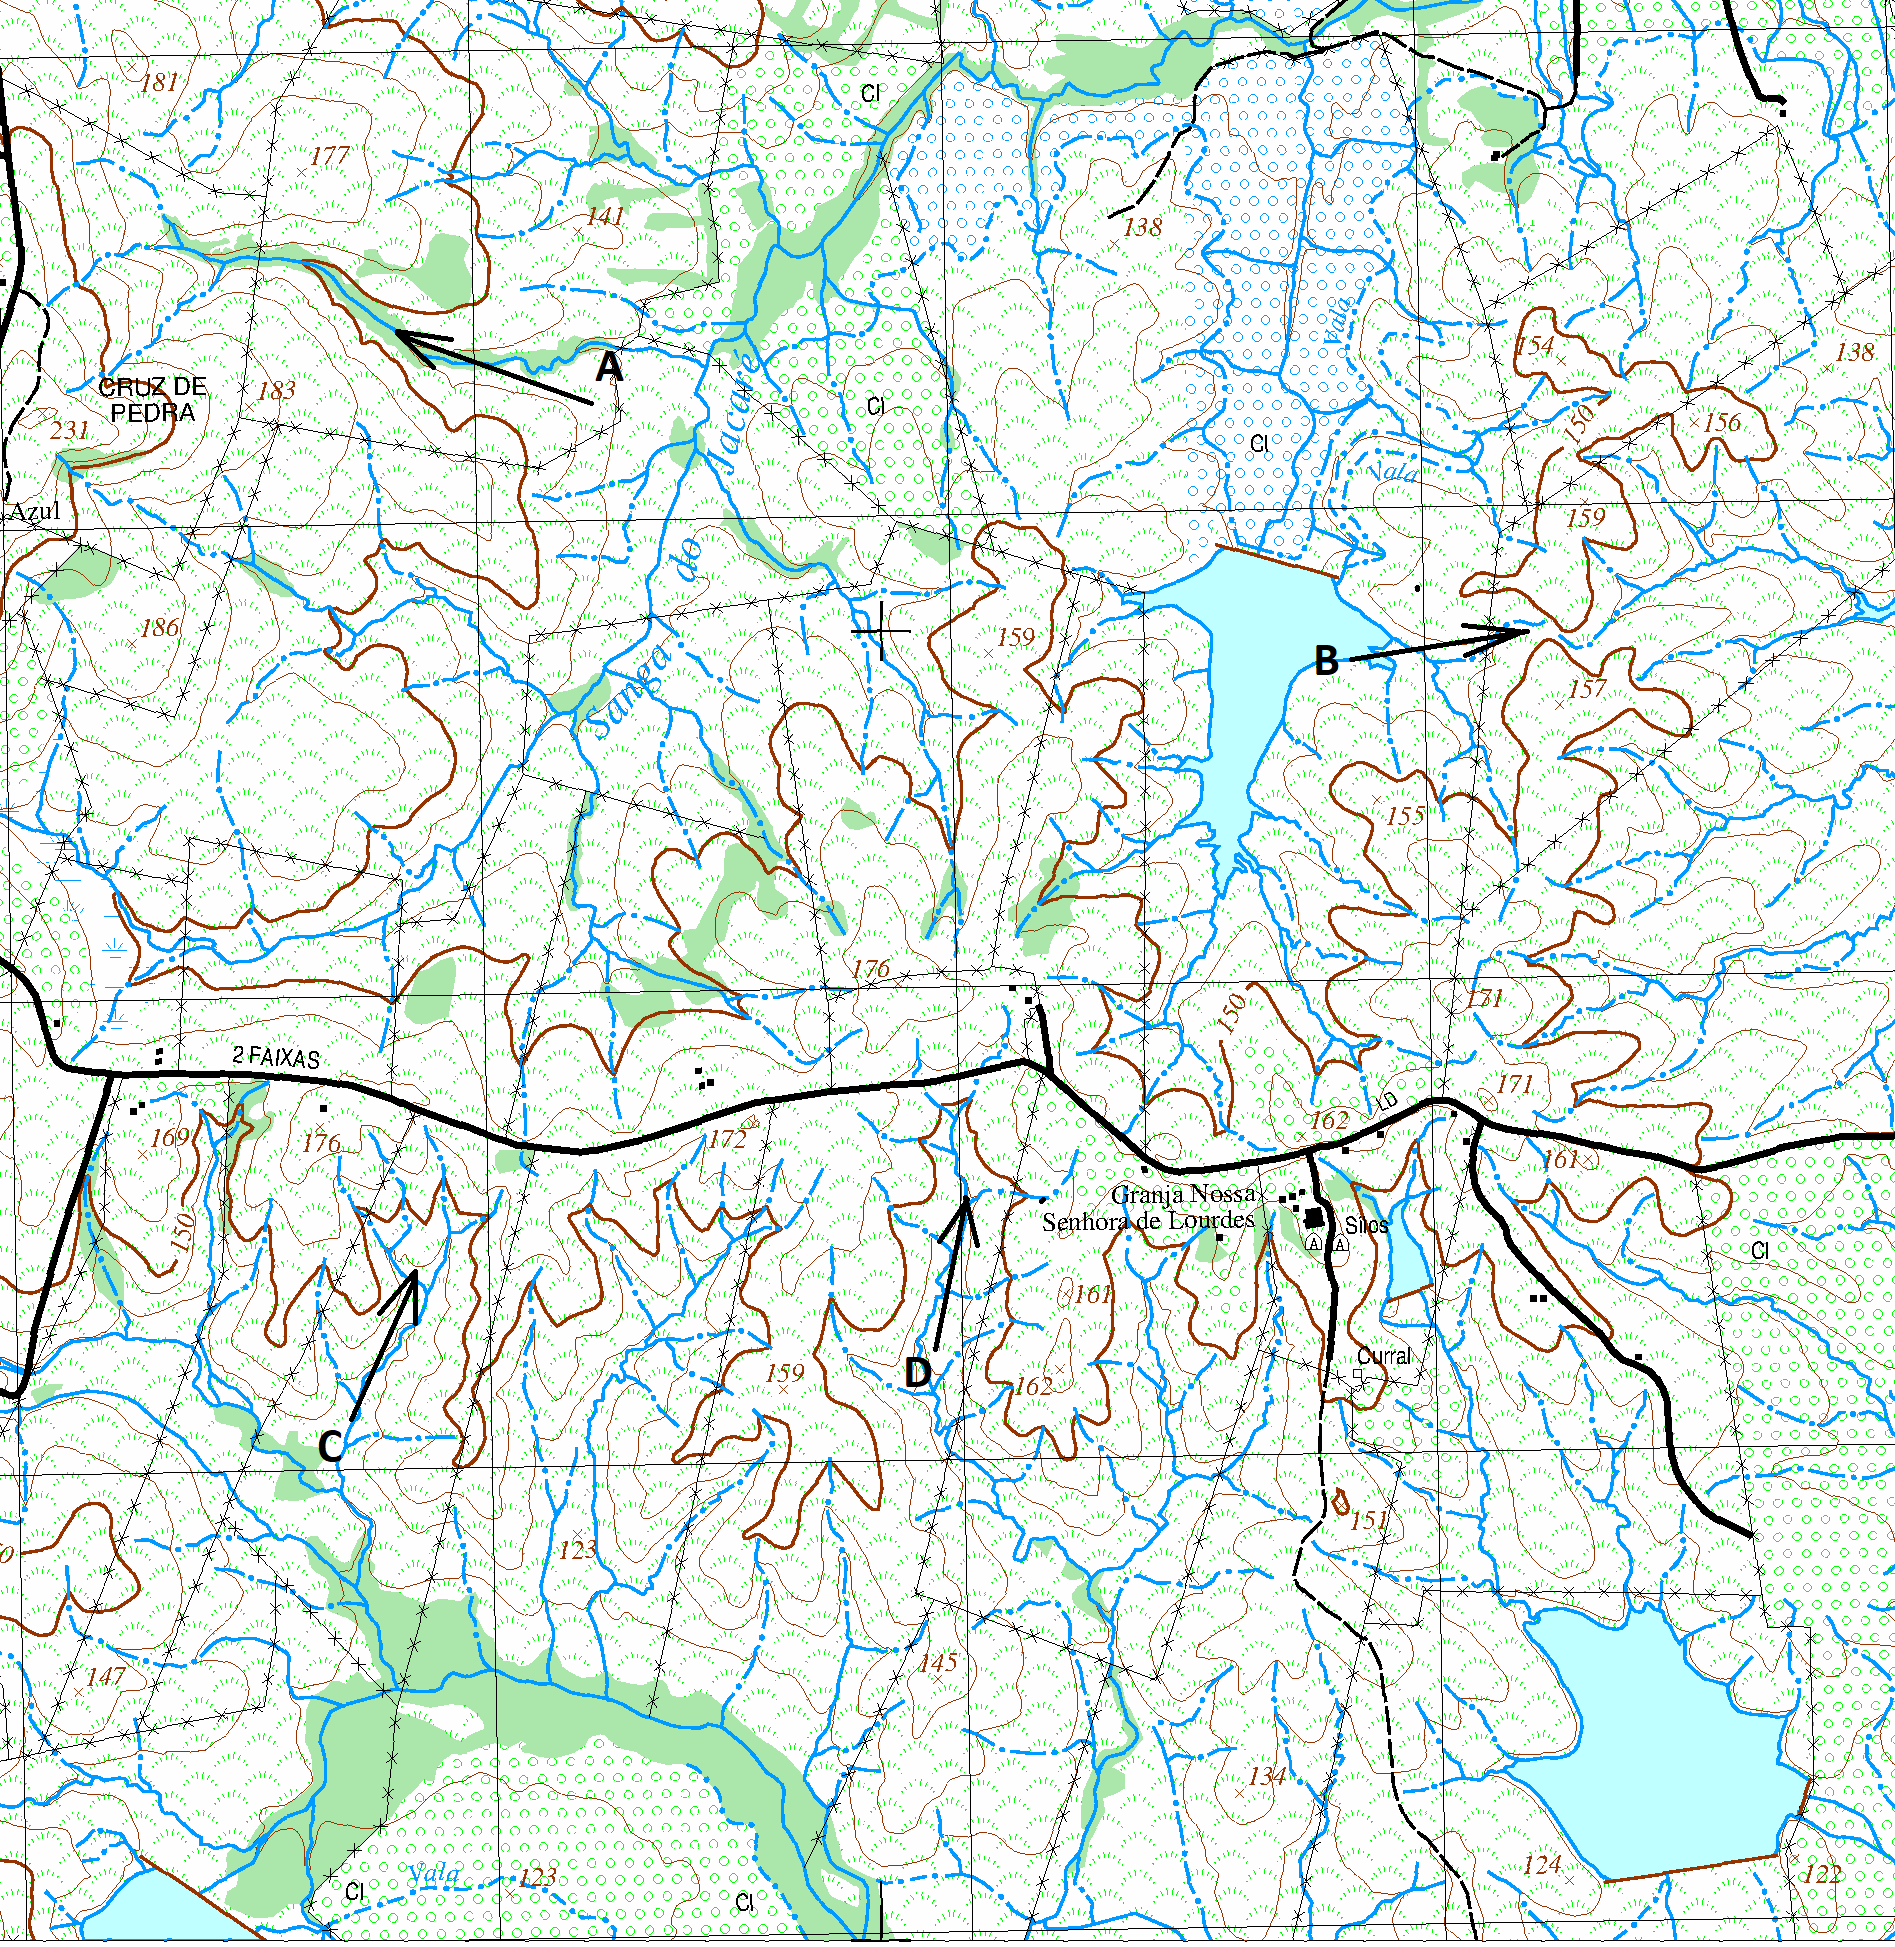 181
Cl
177
141
138
Vala
154
138
A
CRUZ DE
PEDRA
183
Jacaré
Cl
231
150
156
Cl
Vala
Azul
159
do
186
159
Sanga
B
157
155
176
171
150
2 FAIXAS
171
LD
162
169
176
172
161
Granja Nossa
Senhora de Lourdes
150
Silos
A
A
Cl
161
Curral
159
D
162
C
151
123
0
147
145
134
124
122
Vala
123
Cl
Cl